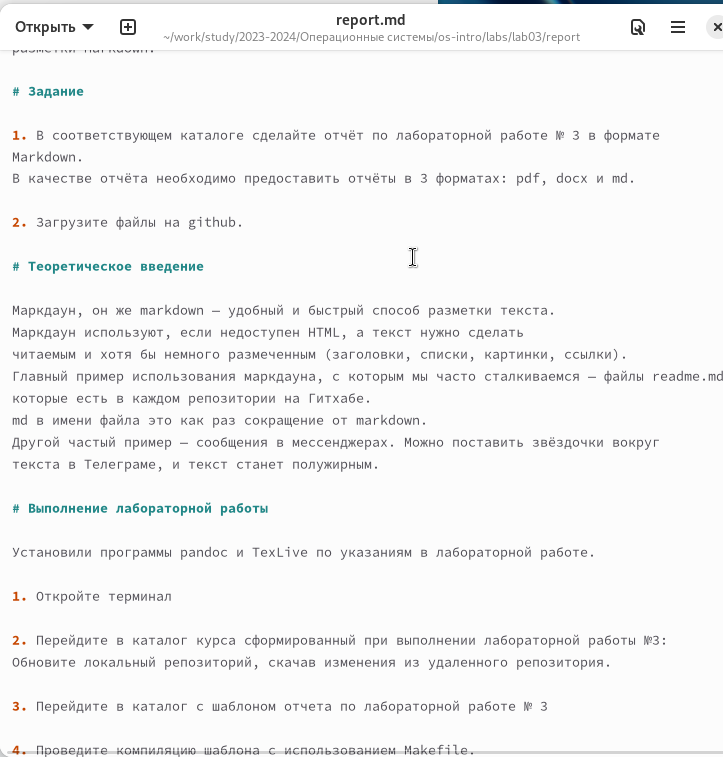 Открыть
report.md
~/work/study/2023-2024/Операционные системы/os-intro/labs/lab03/report
разметки Markdown.
# Задание
1. В соответствующем каталоге сделайте отчёт по лабораторной работе № 3 в формате
Markdown.
В качестве отчёта необходимо предоставить отчёты в 3 форматах: pdf, docx и md.
2. Загрузите файлы на github.
# Теоретическое введение
Маркдаун, он же markdown — удобный и быстрый способ разметки текста.
Маркдаун используют, если недоступен HTML, а текст нужно сделать
читаемым и хотя бы немного размеченным (заголовки, списки, картинки, ссылки).
Главный пример использования маркдауна, с которым мы часто сталкиваемся — файлы readme.md
которые есть в каждом репозитории на Гитхабе.
md в имени файла это как раз сокращение от markdown.
Другой частый пример — сообщения в мессенджерах. Можно поставить звёздочки вокруг
текста в Телеграме, и текст станет полужирным.
# Выполнение лабораторной работы
Установили программы pandoc и TexLive по указаниям в лабораторной работе.
1. Откройте терминал
2. Перейдите в каталог курса сформированный при выполнении лабораторной работы №3:
Обновите локальный репозиторий, скачав изменения из удаленного репозитория.
3. Перейдите в каталог с шаблоном отчета по лабораторной работе № 3
4. Проведите компиляцию шаблона с использованием Makefile.